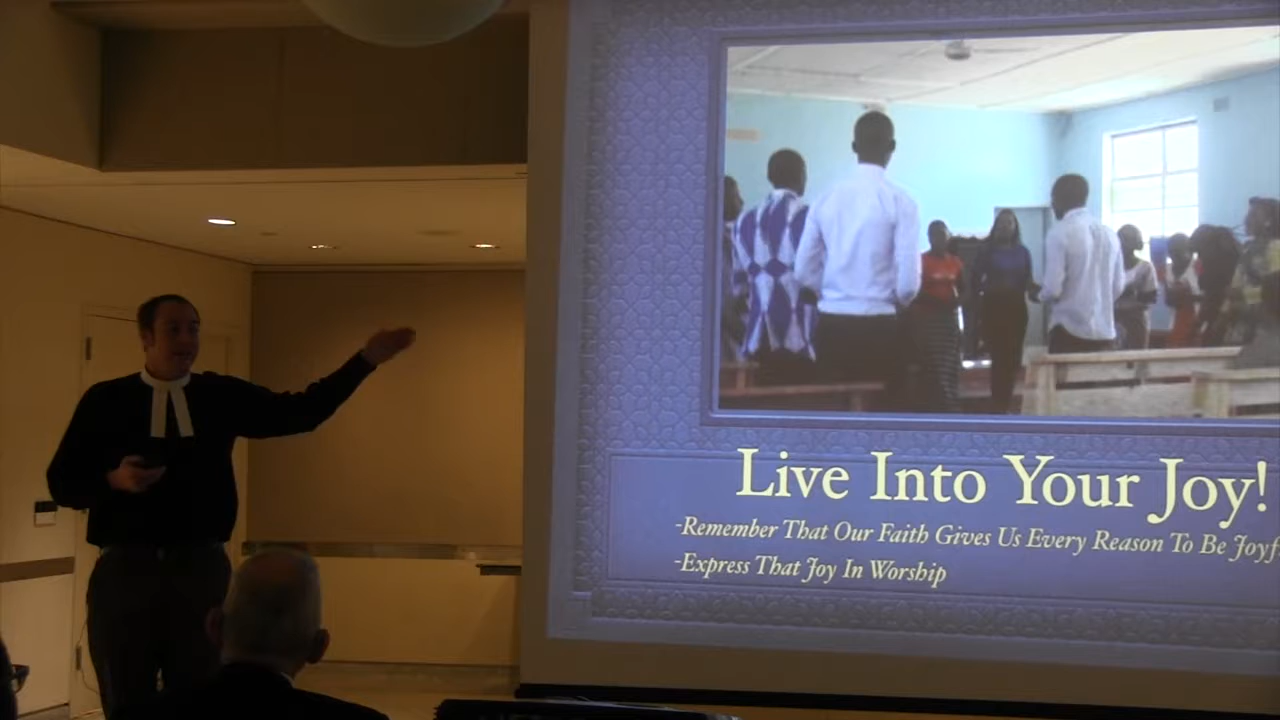 Live Into Your Joy!
-Remember That Our Faith Gives Us Every Reason To Be Joyf
-Express That Joy In Worship